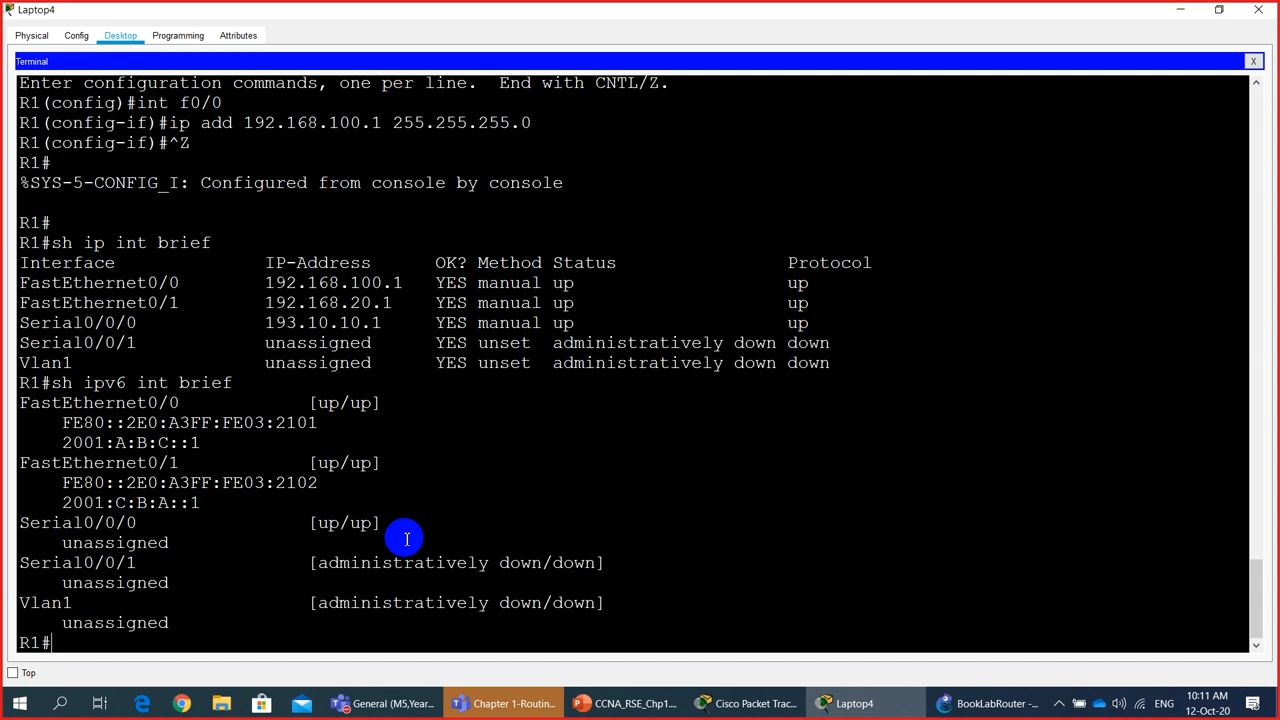 Laptop4
Physical Config Desktop Programming Attributes
Terminal X
Enter configuration commands, one per line.  End with CNTL/Z.
R1(config)#int f0/0
R1(config-if)#ip add 192.168.100.1 255.255.255.0
R1(config-if)#^Z
R1#
%SYS-5-CONFIG_I: Configured from console by console
R1#
R1#sh ip int brief
Interface IP-Address OK? Method Status Protocol
FastEthernet0/0 192.168.100.1 YES manual up up
FastEthernet0/1 192.168.20.1 YES manual up up
Serial0/0/0 193.10.10.1 YES manual up up
Serial0/0/1 unassigned YES unset administratively down down
Vlan1 unassigned YES unset administratively down down
R1#sh ipv6 int brief
FastEthernet0/0 [up/up]
FE80::2E0:A3FF:FE03:2101
2001:A:B:C::1
FastEthernet0/1 [up/up]
FE80::2E0:A3FF:FE03:2102
2001:C:B:A::1
Serial0/0/0 [up/up]
unassigned
Serial0/0/1 [administratively down/down]
unassigned
Vlan1 [administratively down/down]
unassigned
R1#
Top
General (M5,Year... Chapter 1-Routin... CCNA_RSE_Chp1.... Cisco Packet Trac... Laptop4 BookLabRouter -... ENG 10:11 AM
12-Oct-20